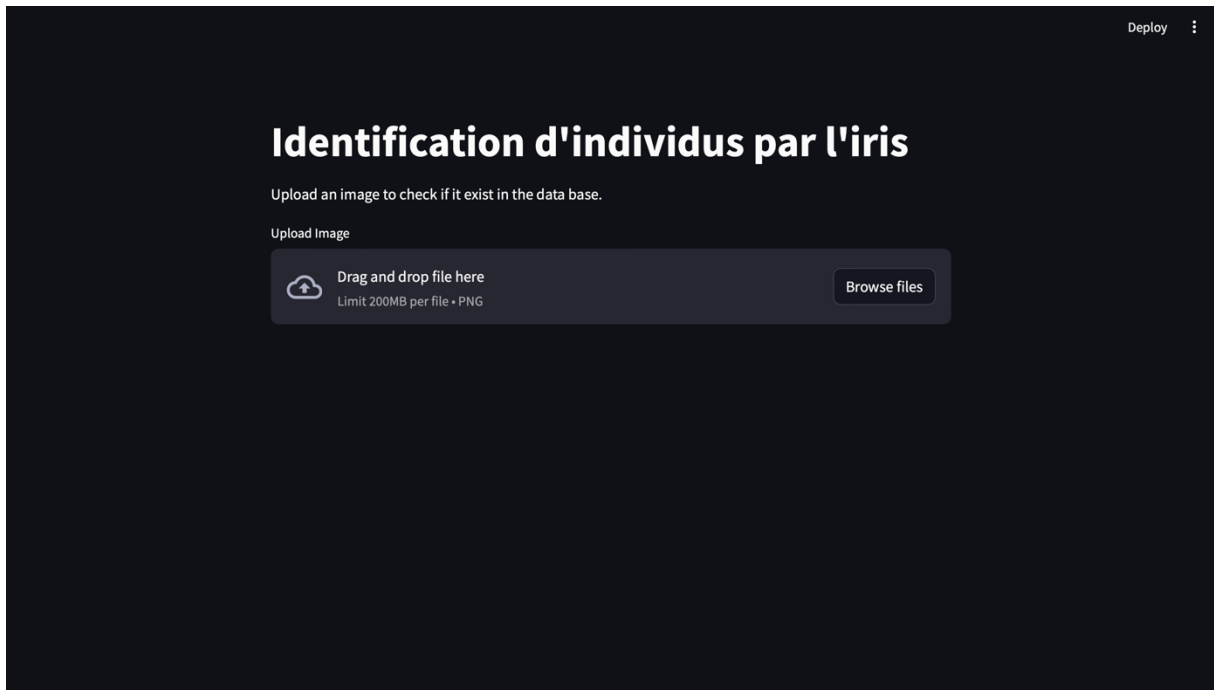 Deploy
Identification d'individus par l'iris
Upload an image to check if it exist in the data base.
Upload Image
Drag and drop file here
Limit 200MB per file • PNG
Browse files